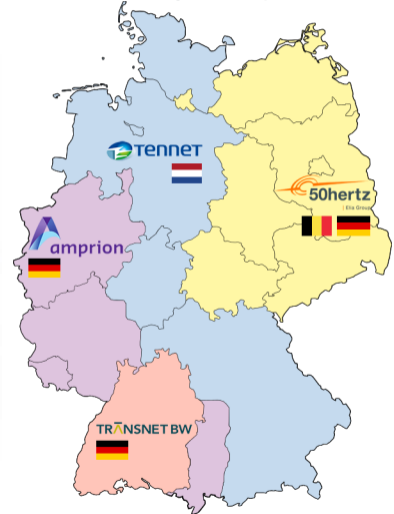 TENNET
50hertz
Elia Group
amprion
TRANSNET BW